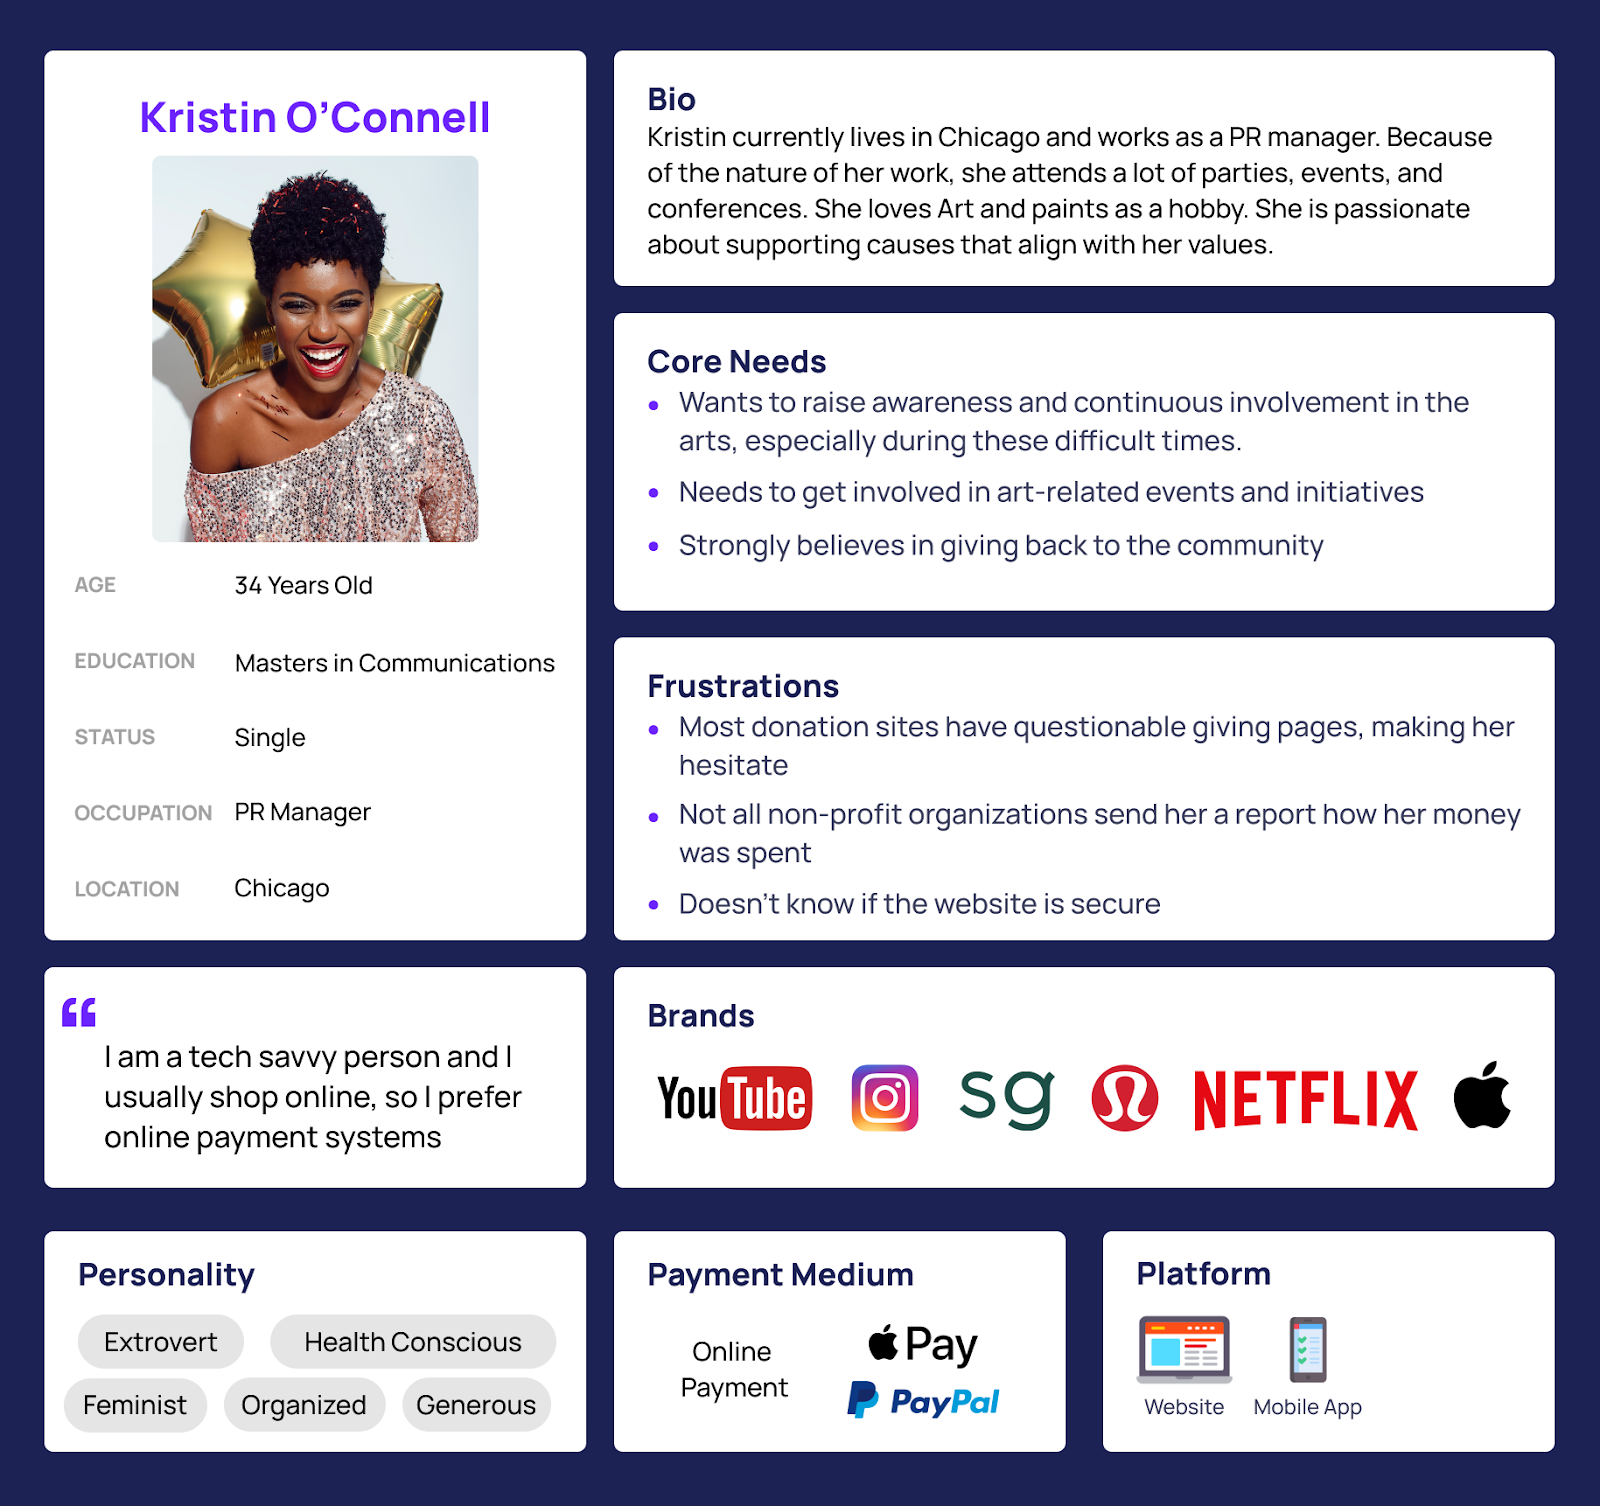 Kristin O’Connell
AGE
34 Years Old
EDUCATION
Masters in Communications
STATUS
Single
OCCUPATION
PR Manager
LOCATION
Chicago
Bio
Kristin currently lives in Chicago and works as a PR manager. Because
of the nature of her work, she attends a lot of parties, events, and
conferences. She loves Art and paints as a hobby. She is passionate
about supporting causes that align with her values.
Core Needs
• Wants to raise awareness and continuous involvement in the
arts, especially during these difficult times.
• Needs to get involved in art-related events and initiatives
• Strongly believes in giving back to the community
Frustrations
• Most donation sites have questionable giving pages, making her
hesitate
• Not all non-profit organizations send her a report how her money
was spent
• Doesn’t know if the website is secure
“
I am a tech savvy person and I
usually shop online, so I prefer
online payment systems
Brands
YouTube
sg
NETFLIX
Personality
Extrovert
Health Conscious
Feminist
Organized
Generous
Payment Medium
Online
Payment
Pay
PayPal
Platform
Website
Mobile App